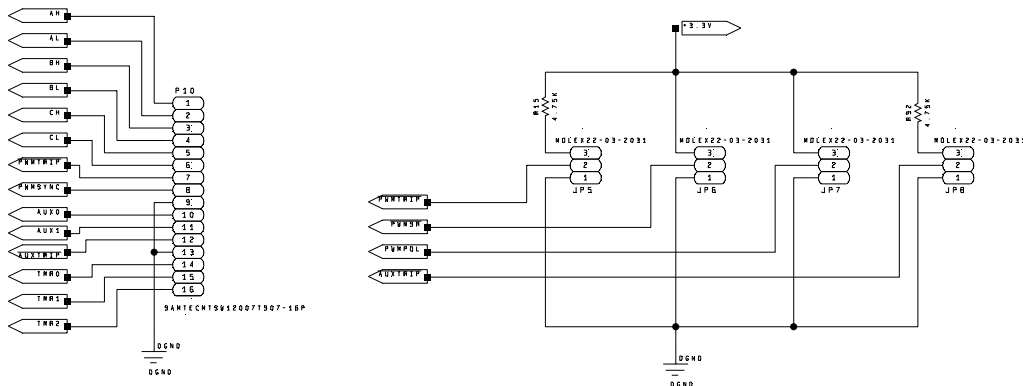 AH
AL
BH
BL
CH
CL
PWMTRIP
PWMSYNC
AUX0
AUX1
AUXTRIP
TMR0
TMR1
TMR2
P10
1
2
3
4
5
6
7
8
9
10
11
12
13
14
15
16
SAMTECMTSW12007TS07-16P
DGND
DGND
+3.3V
R15
4.75K
R92
4.75K
MOLEX22-03-2031
3
2
1
JP5
MOLEX22-03-2031
3
2
1
JP6
MOLEX22-03-2031
3
2
1
JP7
MOLEX22-03-2031
3
2
1
JP8
PWMTRIP
PWMSR
PWMPOL
AUXTRIP
DGND
DGND